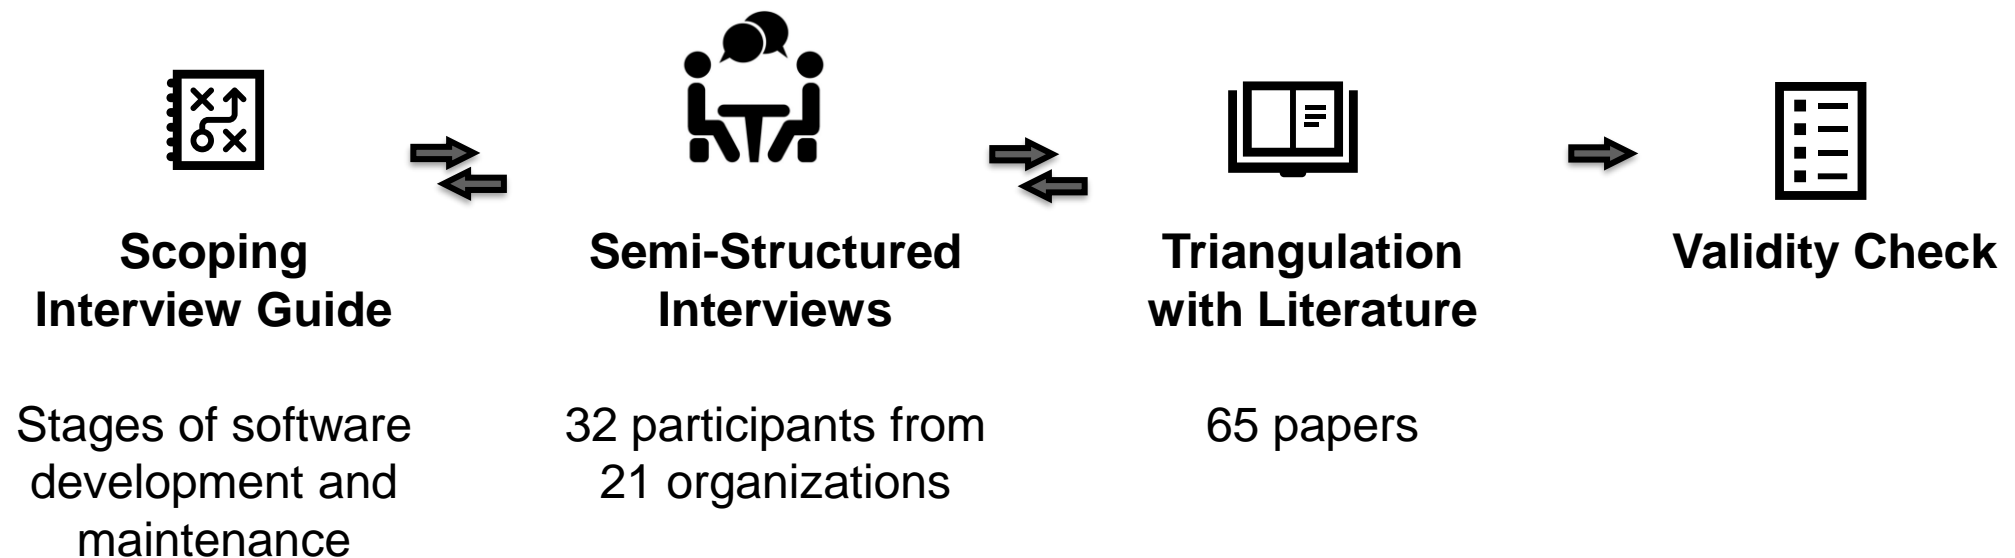 Scoping
Interview Guide
Stages of software
development and
maintenance
Semi-Structured
Interviews
32 participants from
21 organizations
Triangulation
with Literature
65 papers
Validity Check